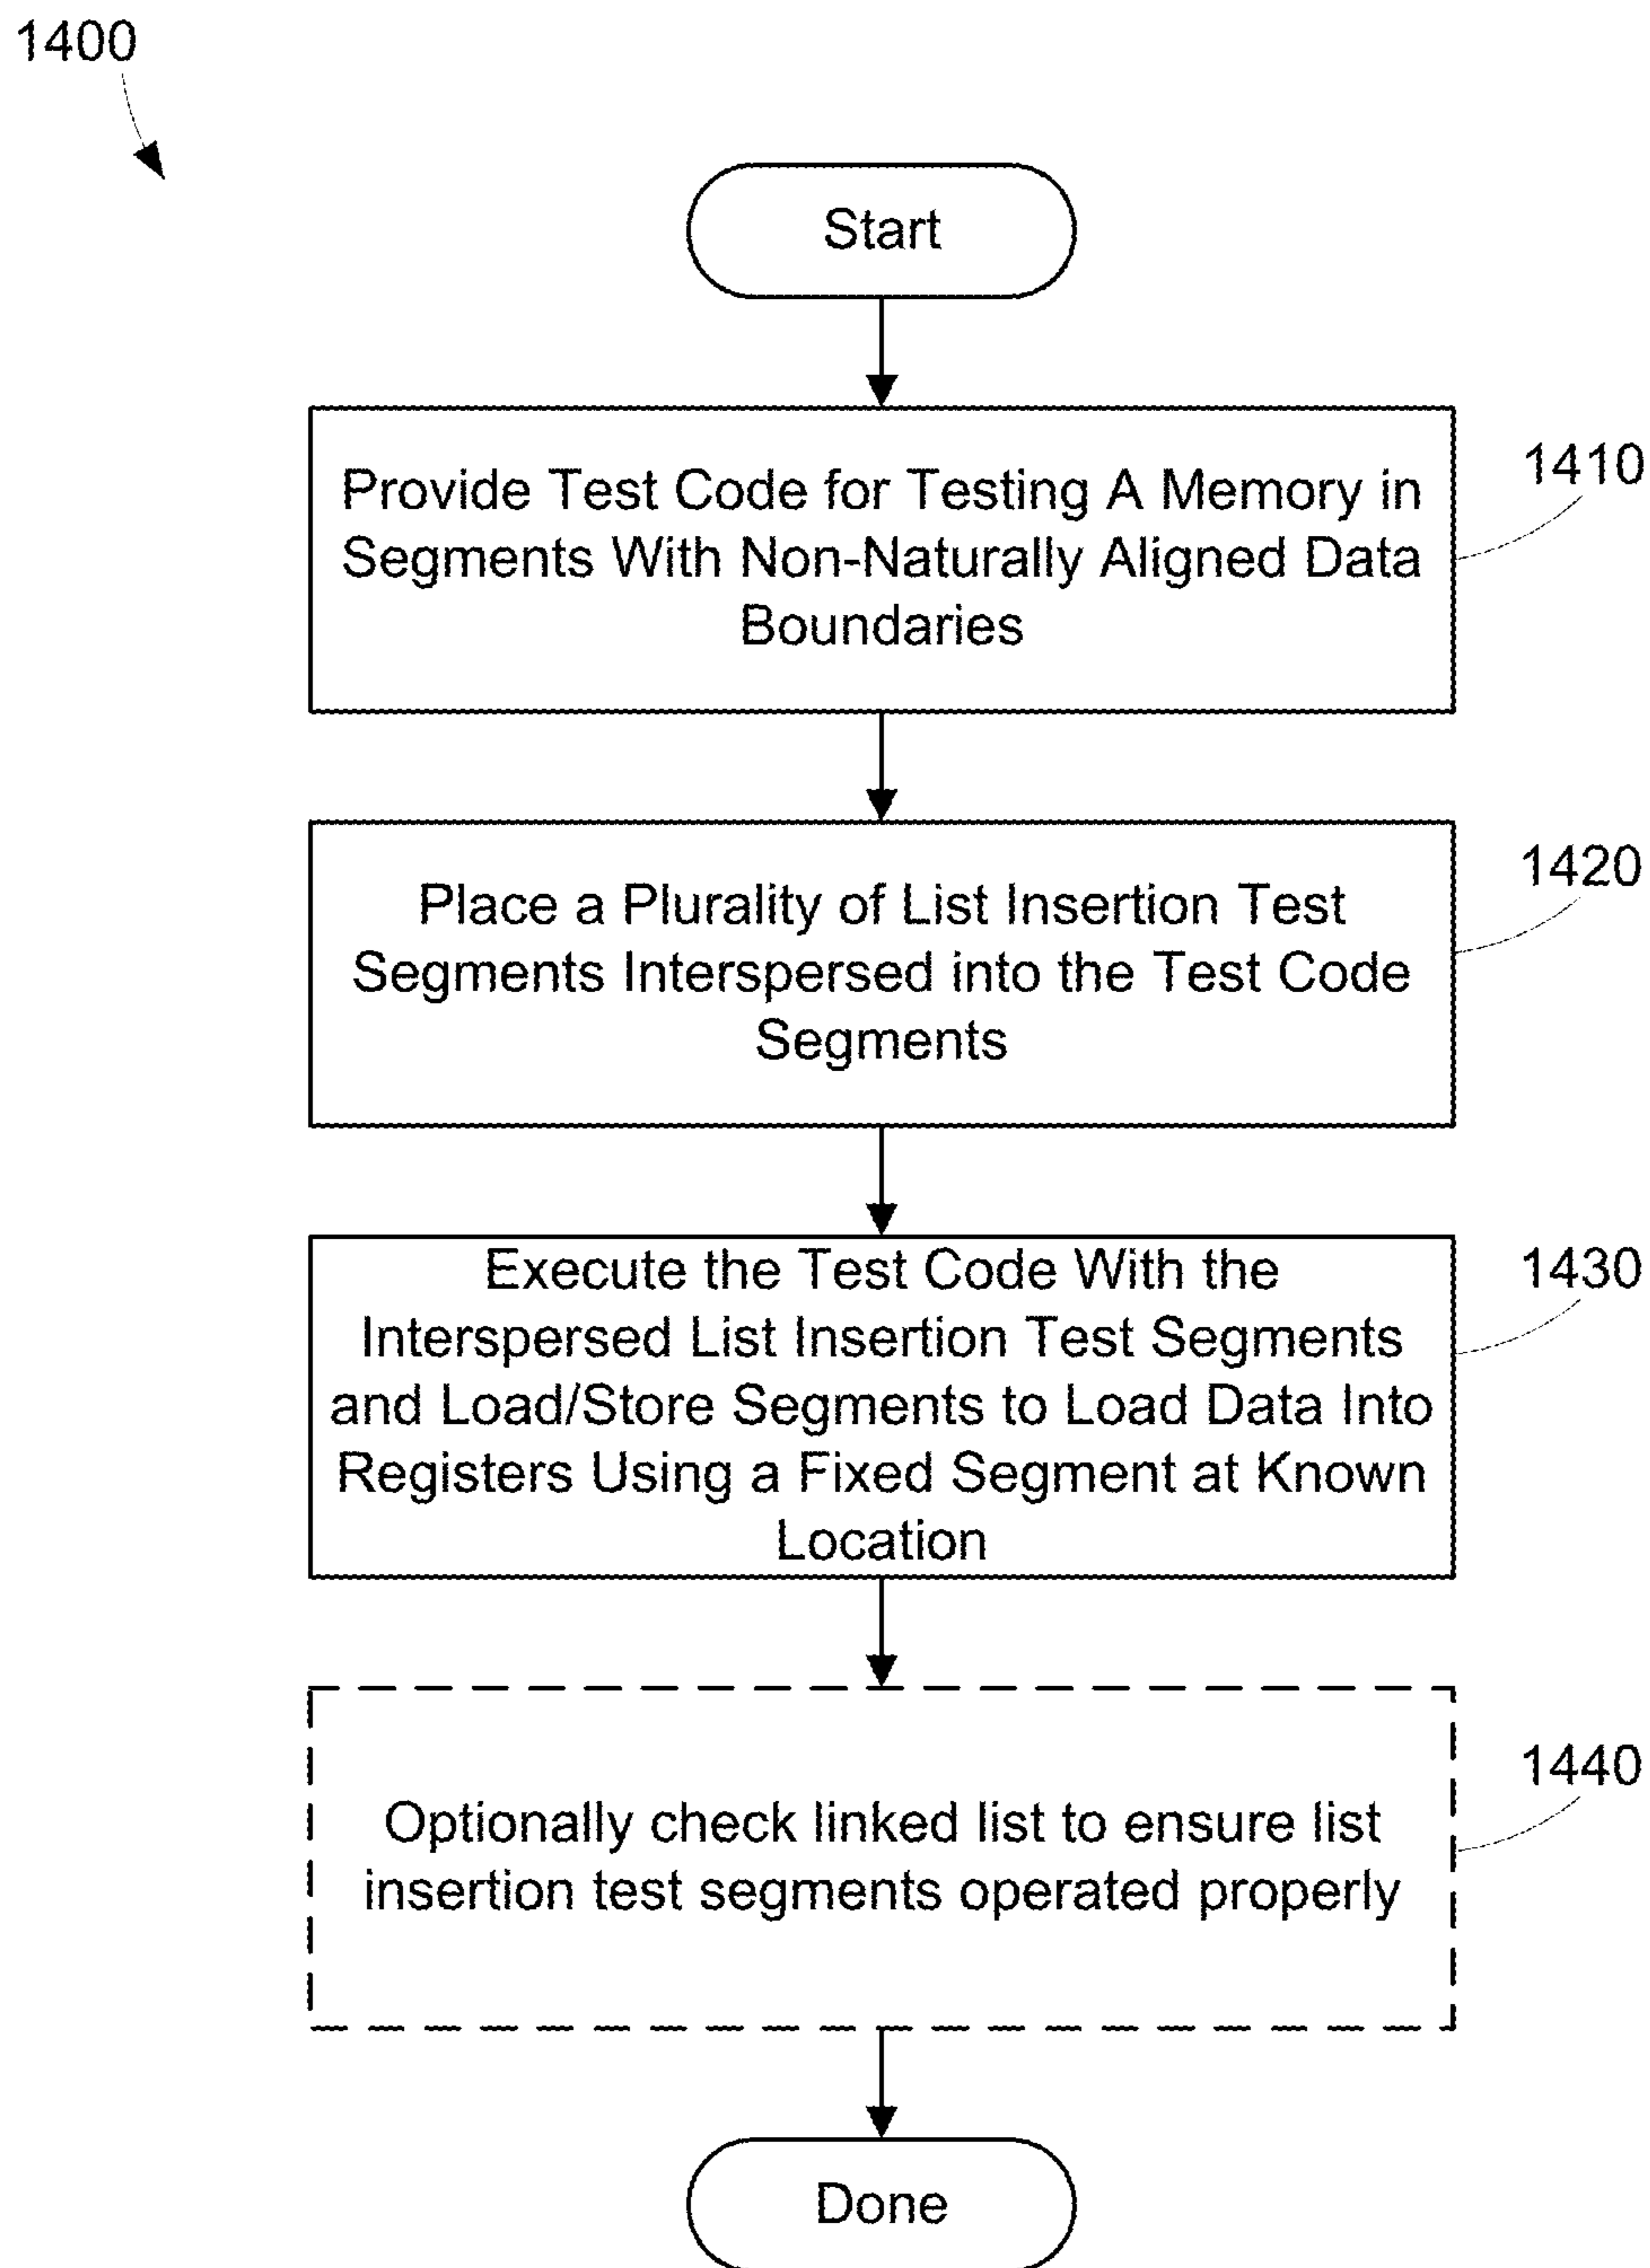 1400
Start
Provide Test Code for Testing A Memory in
Segments With Non-Naturally Aligned Data
Boundaries
1410
Place a Plurality of List Insertion Test
Segments Interspersed into the Test Code
Segments
1420
Execute the Test Code With the
Interspersed List Insertion Test Segments
and Load/Store Segments to Load Data Into
Registers Using a Fixed Segment at Known
Location
1430
Optionally check linked list to ensure list
insertion test segments operated properly
1440
Done